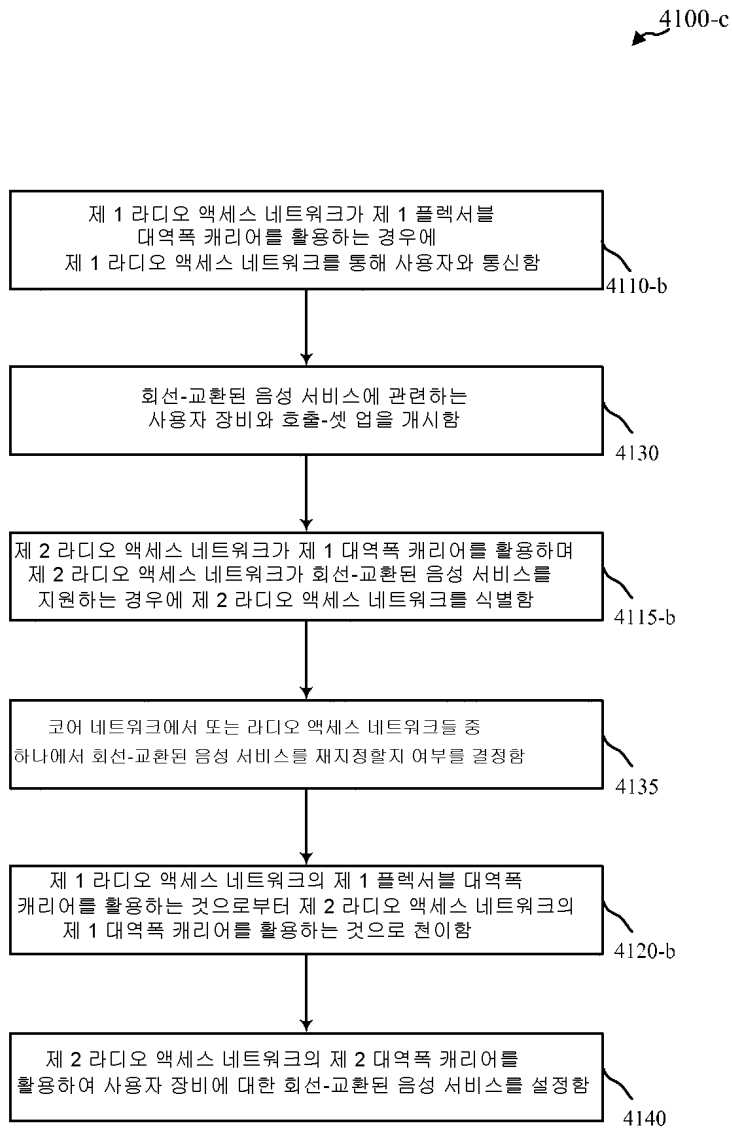 4100-c
제 1 라디오 액세스 네트워크가 제 1 플렉서블
대역폭 캐리어를 활용하는 경우에
제 1 라디오 액세스 네트워크를 통해 사용자와 통신함
4110-b
회선-교환된 음성 서비스에 관련하는
사용자 장비와 호출-셋 업을 개시함
4130
제 2 라디오 액세스 네트워크가 제 1 대역폭 캐리어를 활용하며
제 2 라디오 액세스 네트워크가 회선-교환된 음성 서비스를
지원하는 경우에 제 2 라디오 액세스 네트워크를 식별함
4115-b
코어 네트워크에서 또는 라디오 액세스 네트워크들 중
하나에서 회선-교환된 음성 서비스를 재지정할지 여부를 결정함
4135
제 1 라디오 액세스 네트워크의 제 1 플렉서블 대역폭
캐리어를 활용하는 것으로부터 제 2 라디오 액세스 네트워크의
제 1 대역폭 캐리어를 활용하는 것으로 천이함
4120-b
제 2 라디오 액세스 네트워크의 제 2 대역폭 캐리어를
활용하여 사용자 장비에 대한 회선-교환된 음성 서비스를 설정함
4140